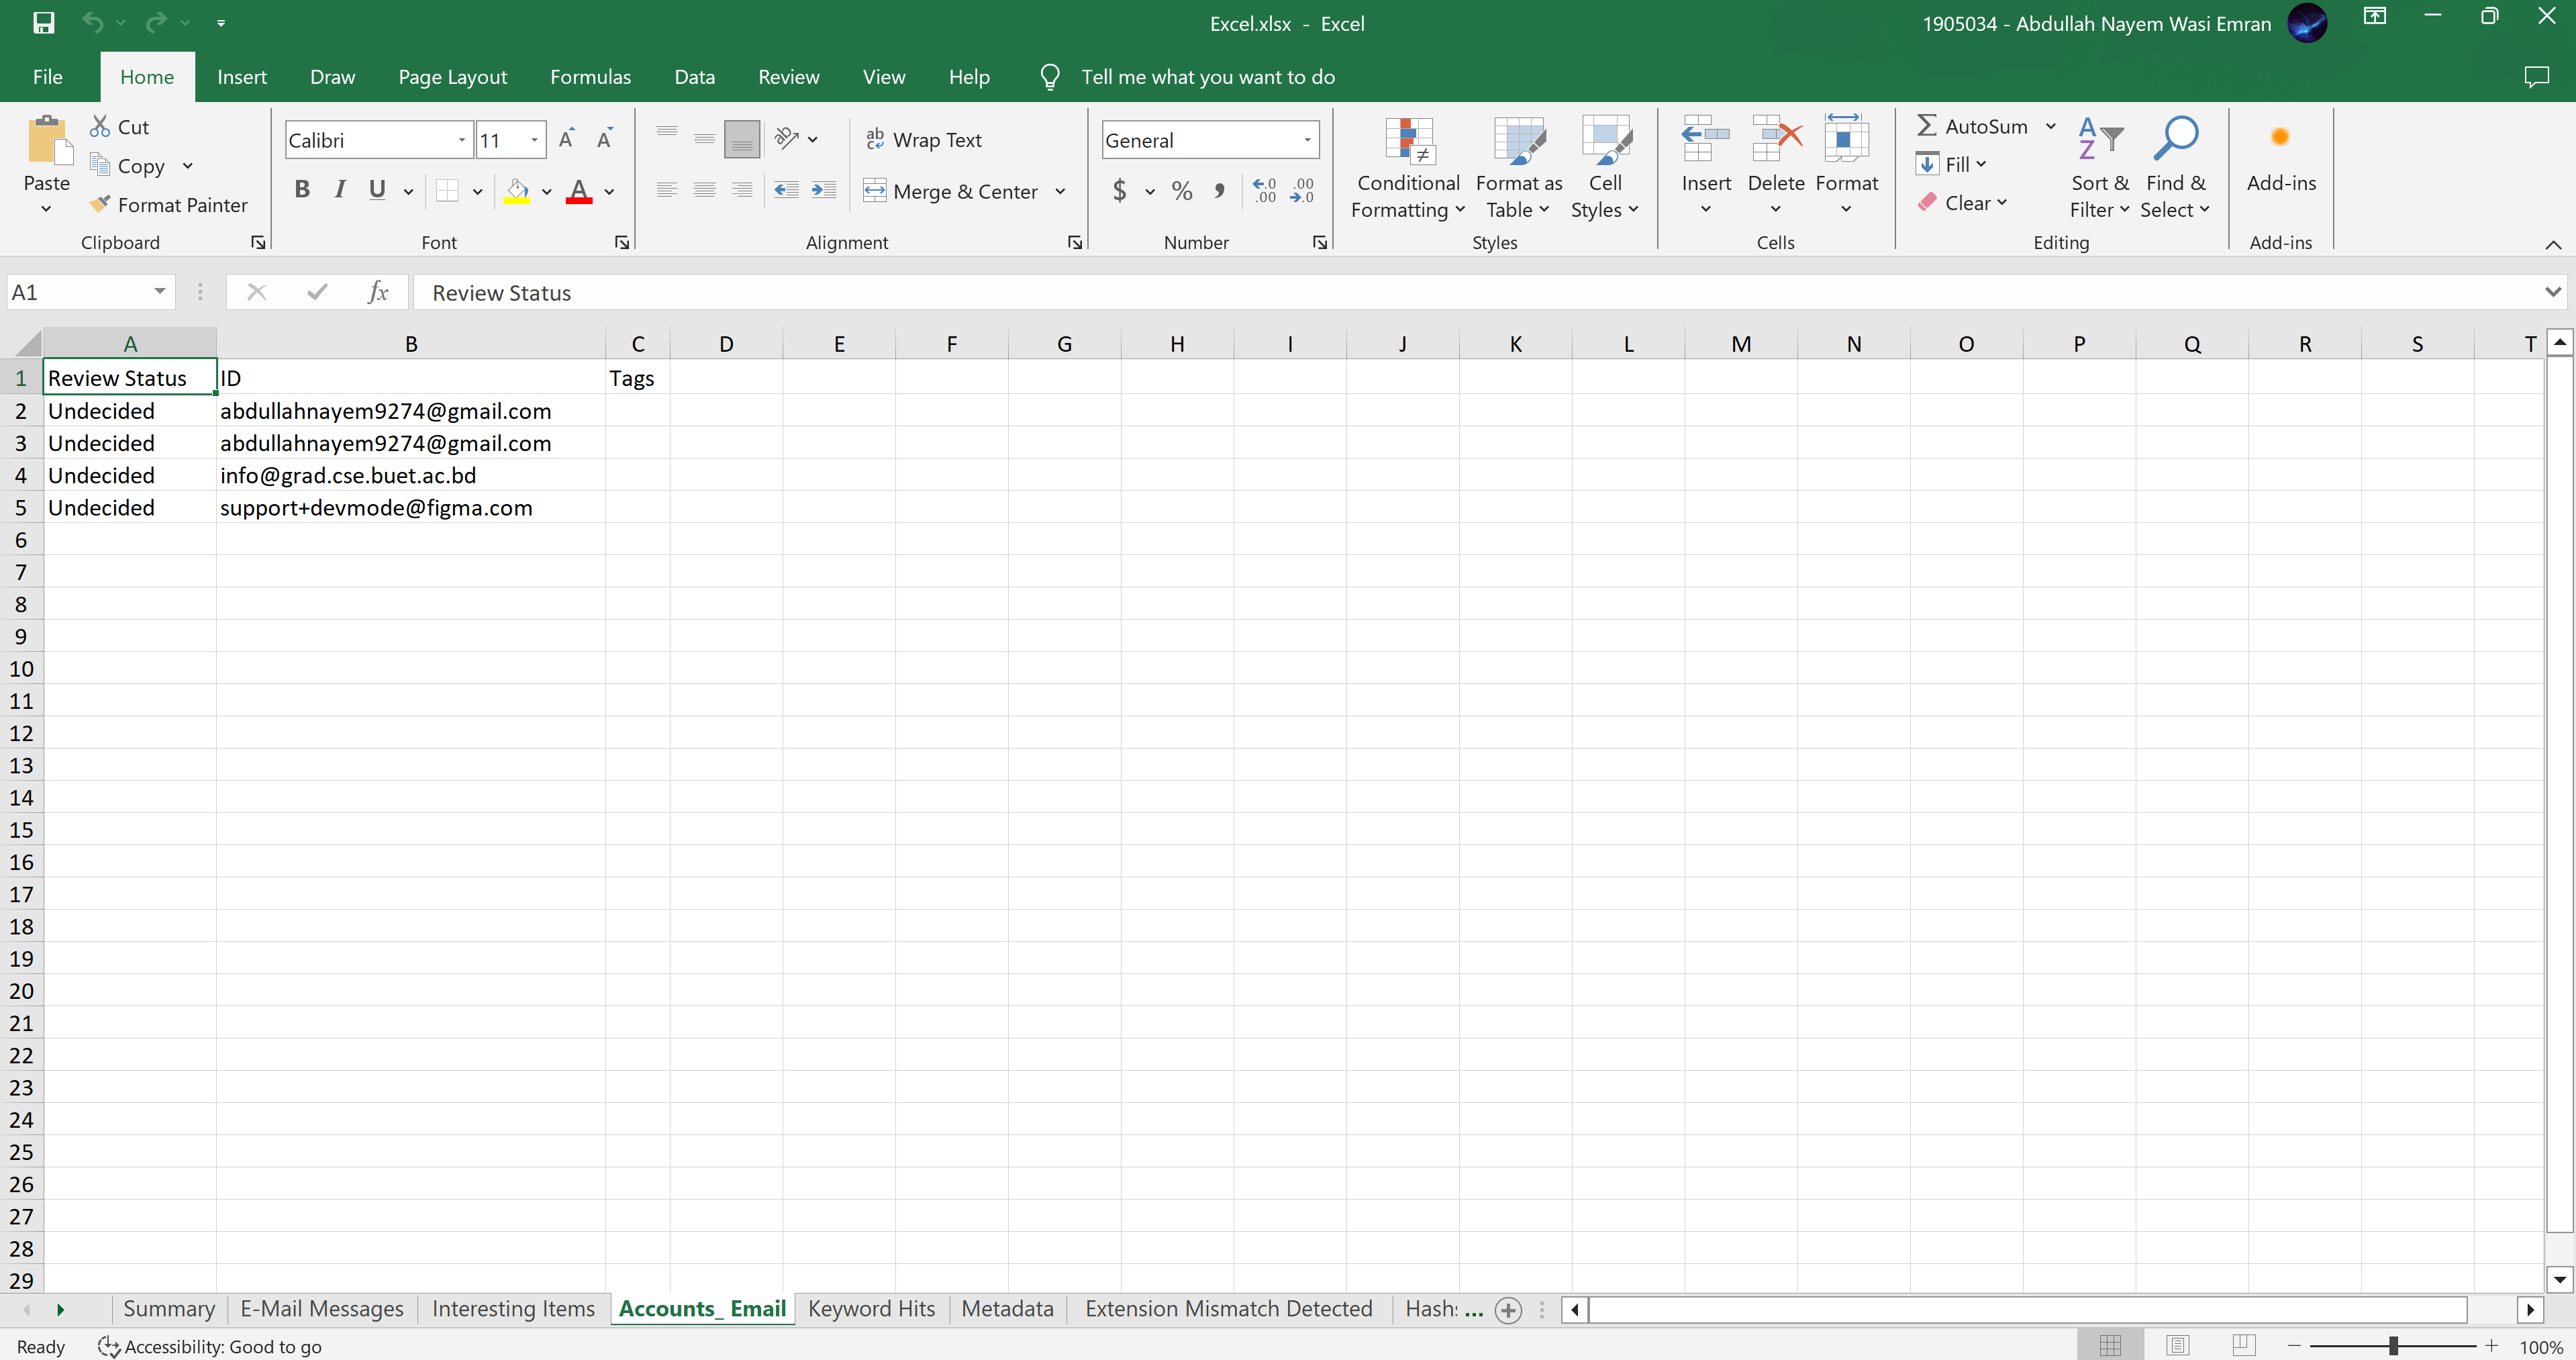 Excel.xlsx - Excel
1905034 - Abdullah Nayem Wasi Emran
File Home Insert Draw Page Layout Formulas Data Review View Help Tell me what you want to do
Paste
Cut
Copy
Format Painter
Clipboard
Calibri 11
B I U
Font
Wrap Text
Merge & Center
Alignment
General
$ % ,
Number
Conditional Formatting
Format as Table
Cell Styles
Styles
Insert
Delete
Format
Cells
AutoSum
Fill
Clear
Sort & Filter
Find & Select
Editing
Add-ins
Add-ins
A1 fx Review Status
A B C D E F G H I J K L M N O P Q R S T
1 Review Status ID Tags
2 Undecided abdullahnayem9274@gmail.com
3 Undecided abdullahnayem9274@gmail.com
4 Undecided info@grad.cse.buet.ac.bd
5 Undecided support+devmode@figma.com
6
7
8
9
10
11
12
13
14
15
16
17
18
19
20
21
22
23
24
25
26
27
28
29
Summary E-Mail Messages Interesting Items Accounts_ Email Keyword Hits Metadata Extension Mismatch Detected Hash ...
Ready Accessibility: Good to go 100%